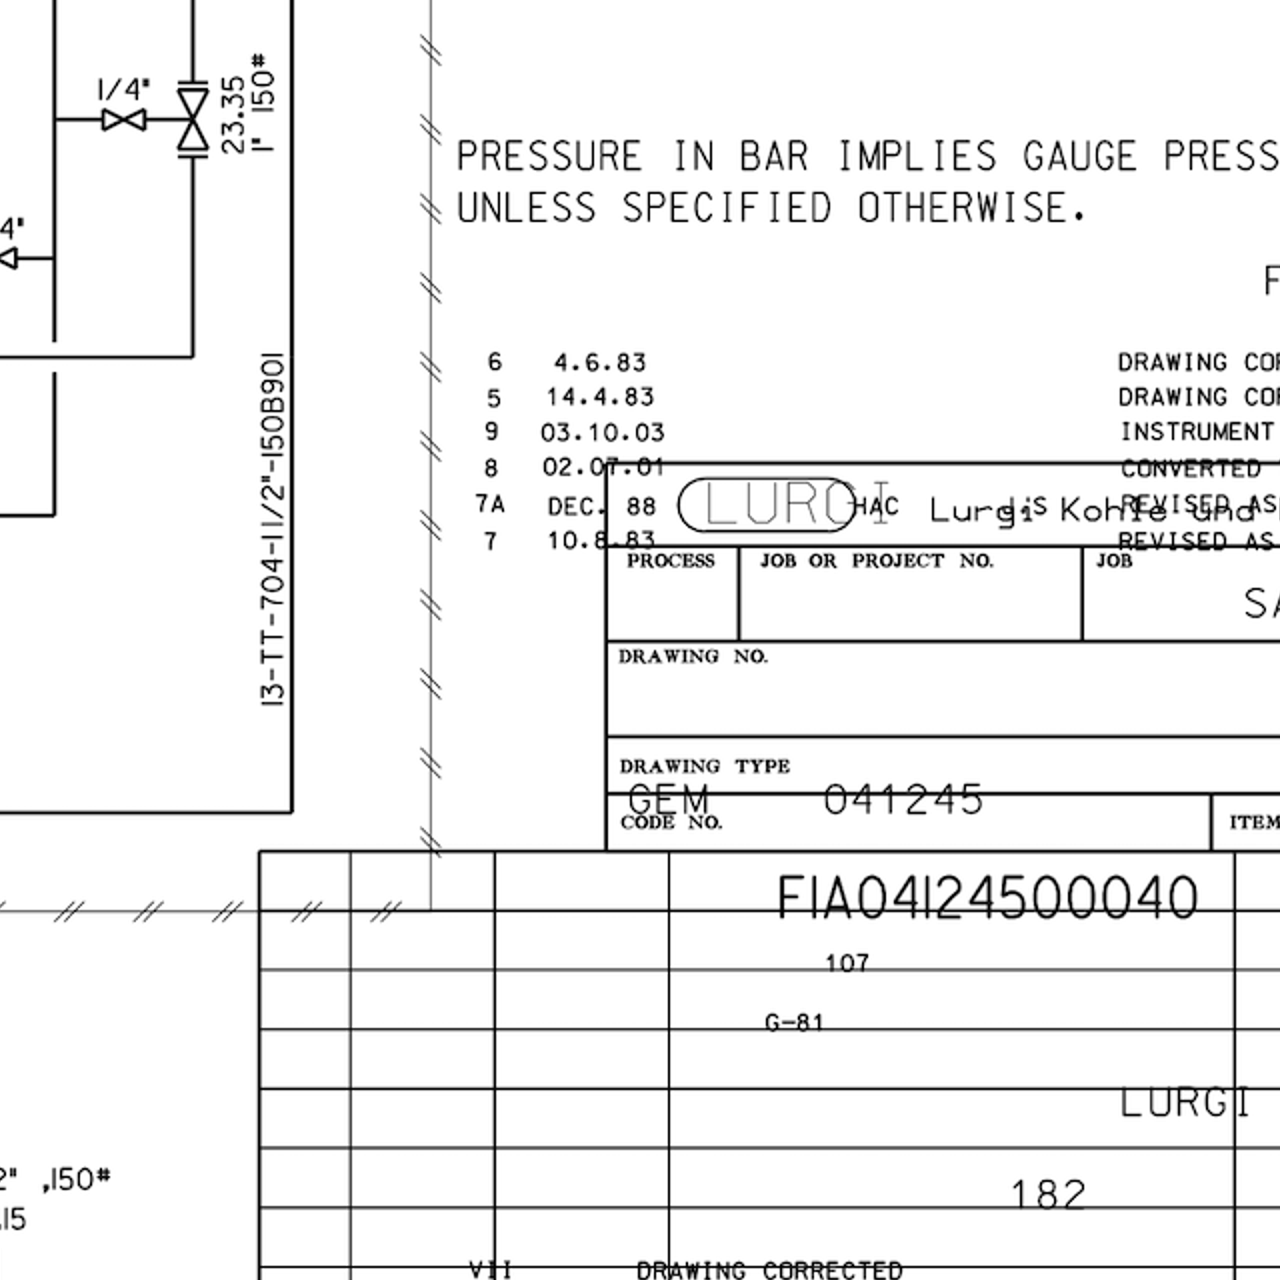 1/4"
23.35
1" 150#
4"
13-TT-704-11/2"-150B901
PRESSURE IN BAR IMPLIES GAUGE PRESS
UNLESS SPECIFIED OTHERWISE.
F
6 4.6.83 DRAWING COR
5 14.4.83 DRAWING COR
9 03.10.03 INSTRUMENT
8 02.07.01 CONVERTED
7A DEC. 88 HAC REVISED AS
7 10.8.83 REVISED AS
LURGI Lurgi Kohle und
PROCESS JOB OR PROJECT NO. JOB
SA
DRAWING NO.
DRAWING TYPE
GEM 041245
CODE NO. ITEM
FIA04124500040
107
G-81
LURGI
2" ,150#
182
15
VII DRAWING CORRECTED